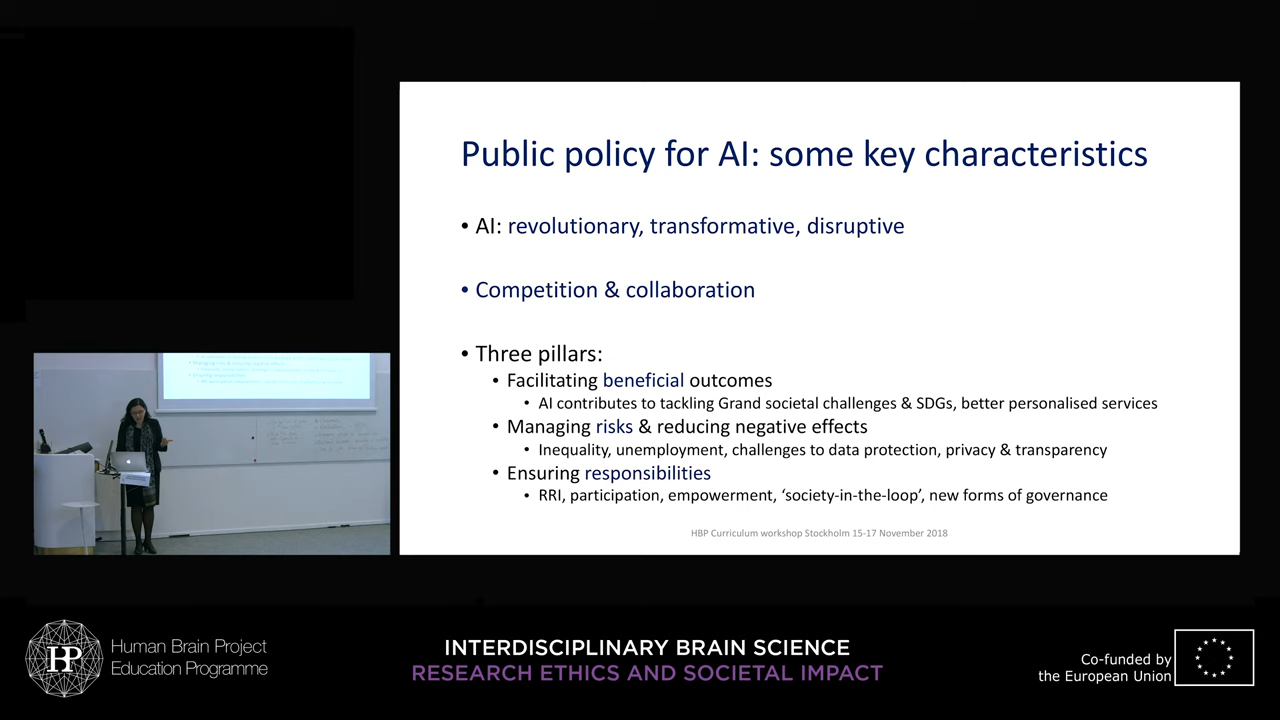 Public policy for AI: some key characteristics
• AI: revolutionary, transformative, disruptive
• Competition & collaboration
• Three pillars:
• Facilitating beneficial outcomes
• AI contributes to tackling Grand societal challenges & SDGs, better personalised services
• Managing risks & reducing negative effects
• Inequality, unemployment, challenges to data protection, privacy & transparency
• Ensuring responsibilities
• RRI, participation, empowerment, ‘society-in-the-loop’, new forms of governance
HBP Curriculum workshop Stockholm 15-17 November 2018
HP
Human Brain Project
Education Programme
INTERDISCIPLINARY BRAIN SCIENCE
RESEARCH ETHICS AND SOCIETAL IMPACT
Co-funded by
the European Union